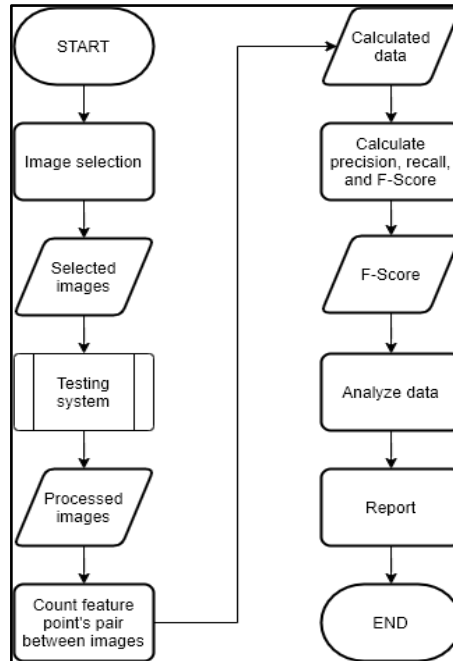 START
Image selection
Selected
images
Testing
system
Processed
images
Count feature
point's pair
between images
Calculated
data
Calculate
precision, recall,
and F-Score
F-Score
Analyze data
Report
END